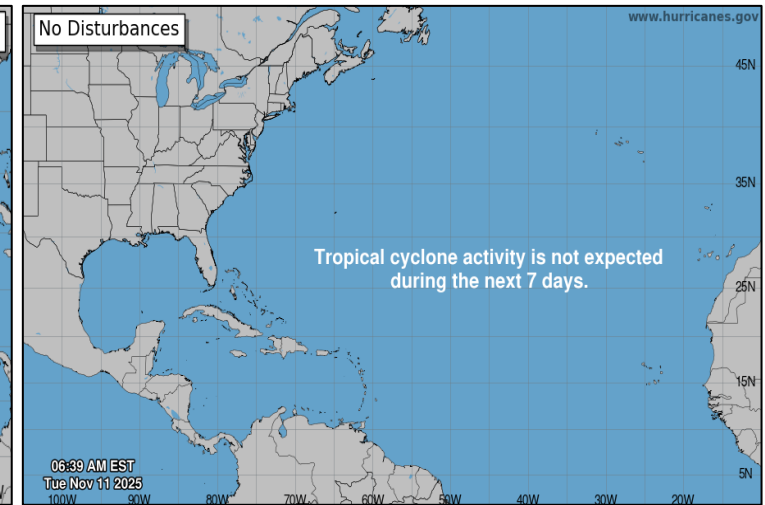 No Disturbances
www.hurricanes.gov
45N
35N
Tropical cyclone activity is not expected
during the next 7 days.
25N
15N
06:39 AM EST
Tue Nov 11 2025
5N
100W 90W 80W 70W 60W 50W 40W 30W 20W